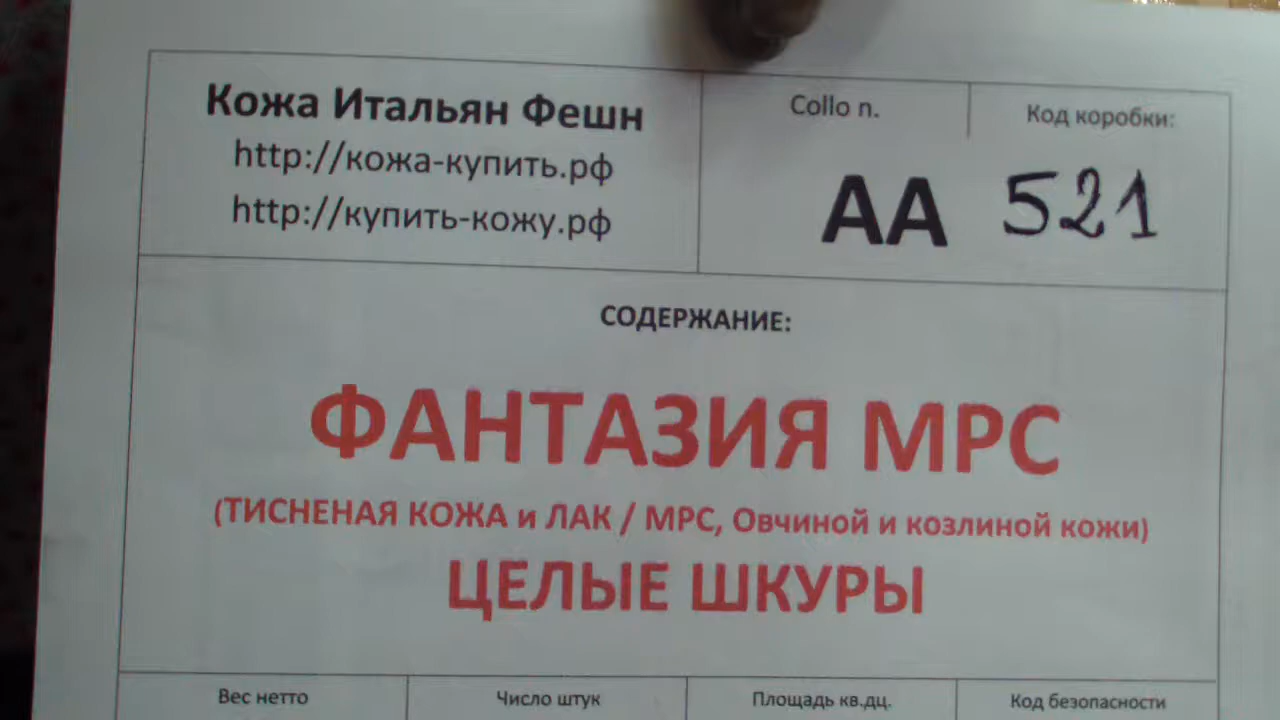 Кожа Итальян Фешн
http://кожа-купить.рф
http://купить-кожу.рф
Collo n.
Код коробки:
АА 521
СОДЕРЖАНИЕ:
ФАНТАЗИЯ МРС
(ТИСНЕНАЯ КОЖА и ЛАК / МРС, Овчиной и козлиной кожи)
ЦЕЛЫЕ ШКУРЫ
Вес нетто
Число штук
Площадь кв.дц.
Код безопасности